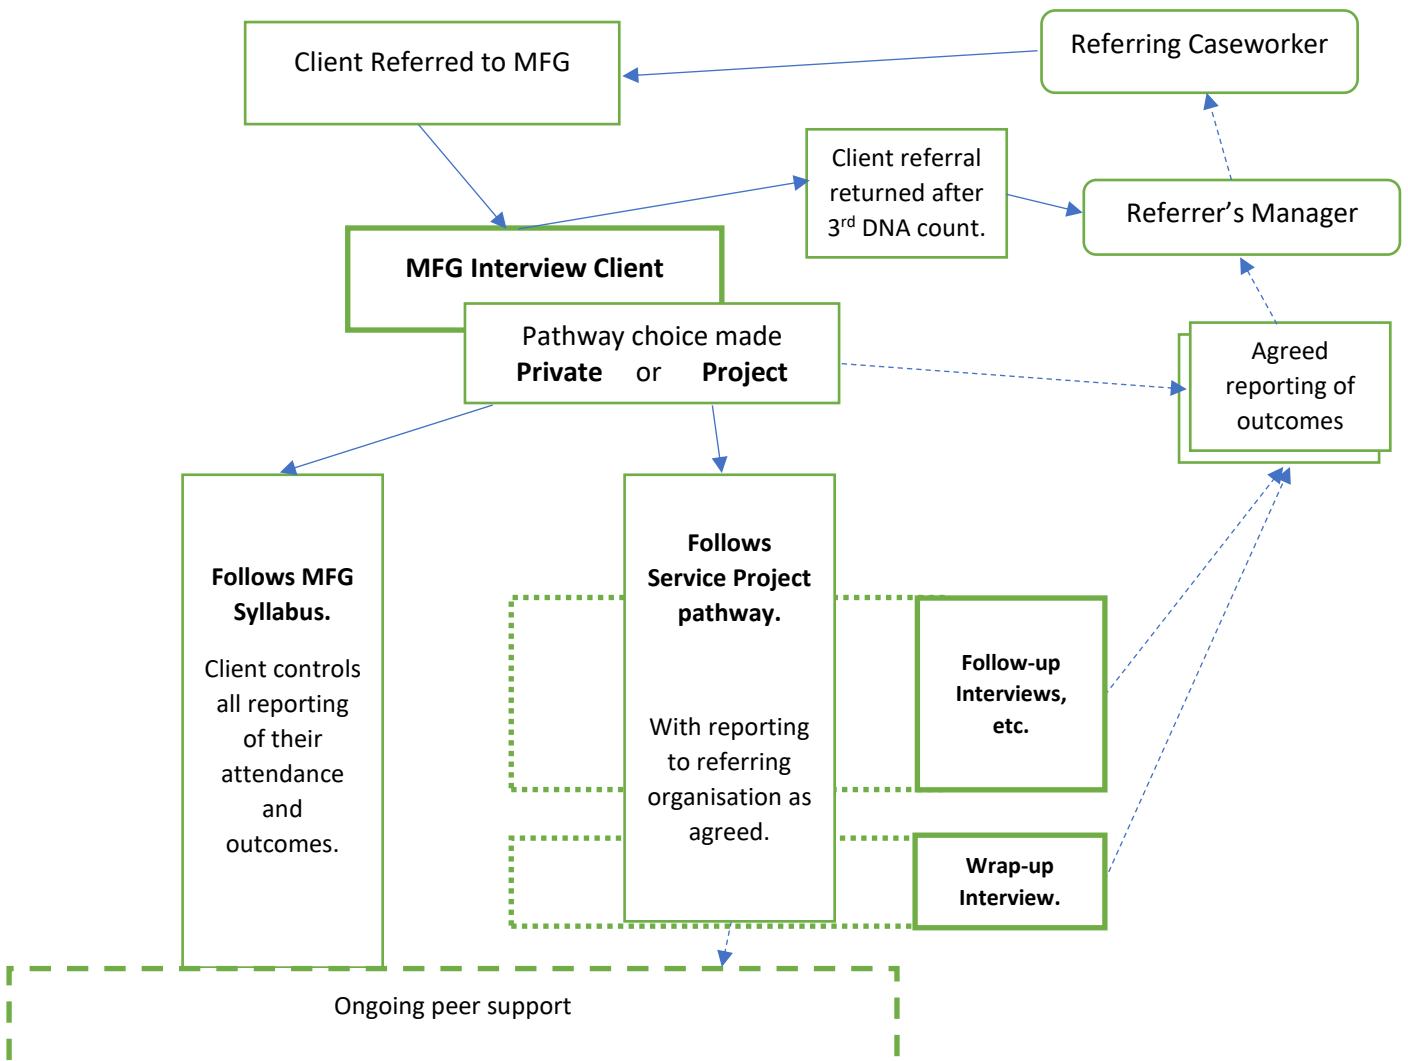 Client Referred to MFG
Referring Caseworker
Client referral
returned after
3rd DNA count.
Referrer’s Manager
MFG Interview Client
Pathway choice made
Private or Project
Agreed
reporting of
outcomes
Follows MFG
Syllabus.
Client controls
all reporting
of their
attendance
and
outcomes.
Follows
Service Project
pathway.
With reporting
to referring
organisation as
agreed.
Follow-up
Interviews,
etc.
Wrap-up
Interview.
Ongoing peer support